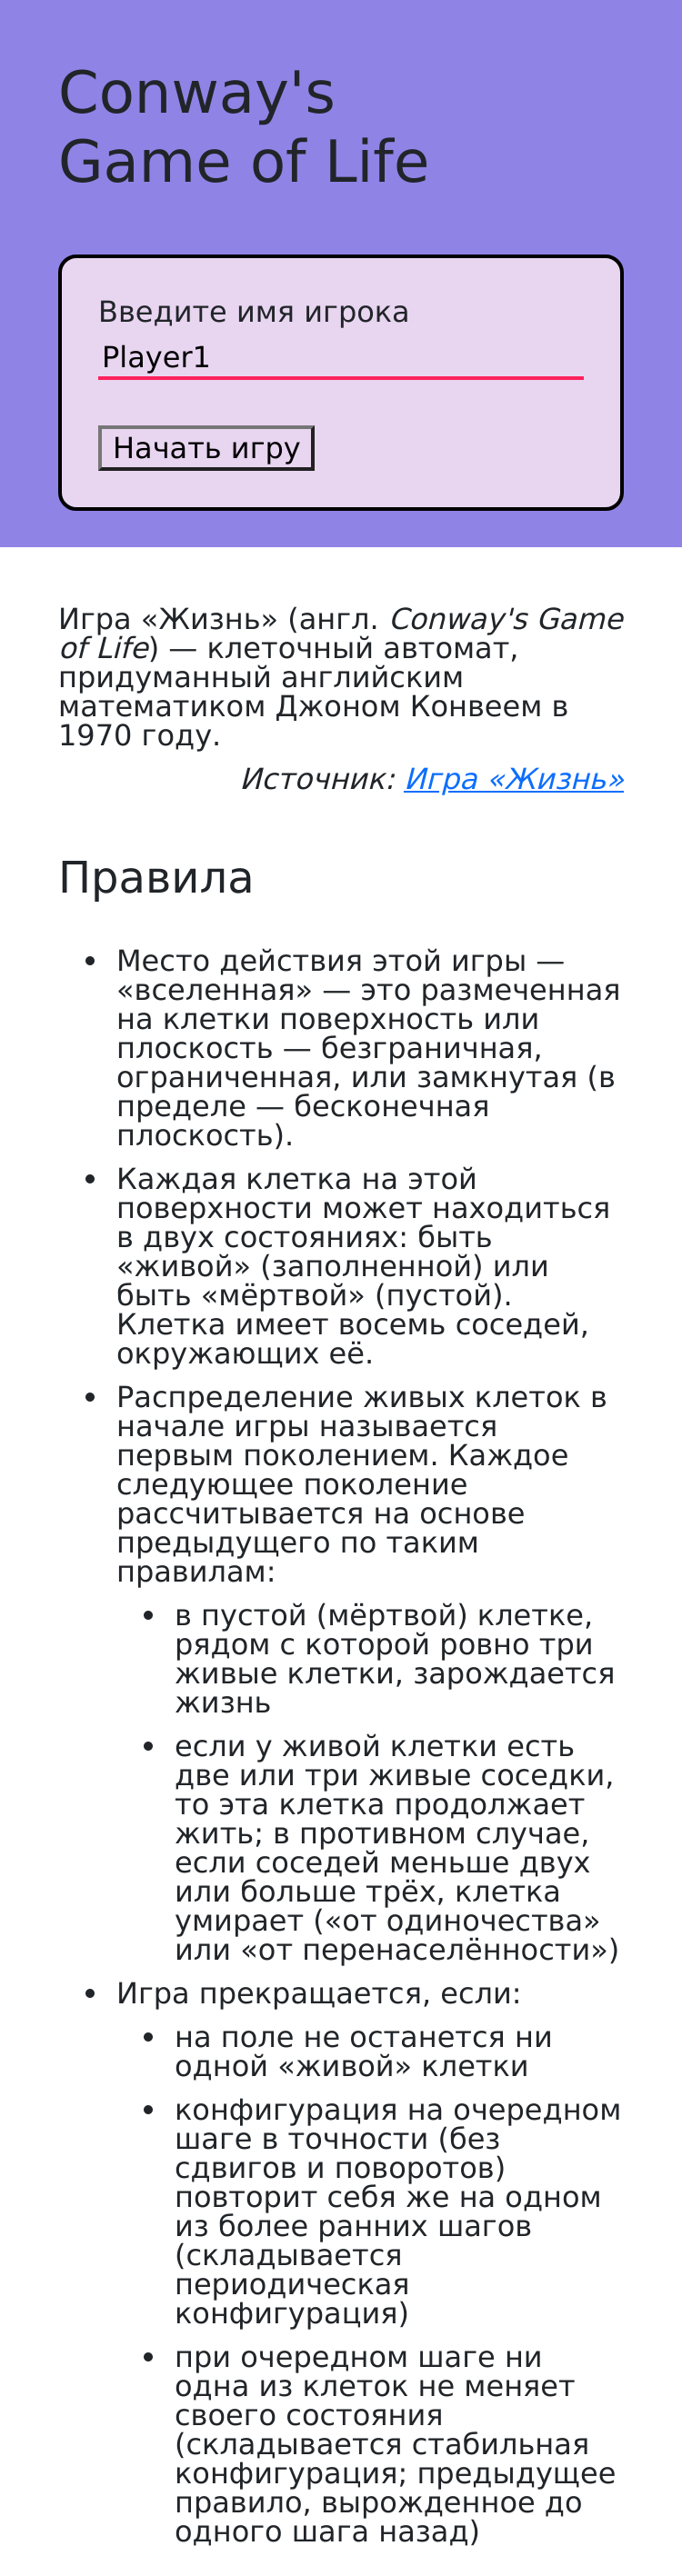 Conway's
Game of Life
Введите имя игрока
Player1
Начать игру
Игра «Жизнь» (англ. Conway's Game
of Life) — клеточный автомат,
придуманный английским
математиком Джоном Конвеем в
1970 году.
Источник: Игра «Жизнь»
Правила
• Место действия этой игры —
«вселенная» — это размеченная
на клетки поверхность или
плоскость — безграничная,
ограниченная, или замкнутая (в
пределе — бесконечная
плоскость).
• Каждая клетка на этой
поверхности может находиться
в двух состояниях: быть
«живой» (заполненной) или
быть «мёртвой» (пустой).
Клетка имеет восемь соседей,
окружающих её.
• Распределение живых клеток в
начале игры называется
первым поколением. Каждое
следующее поколение
рассчитывается на основе
предыдущего по таким
правилам:
• в пустой (мёртвой) клетке,
рядом с которой ровно три
живые клетки, зарождается
жизнь
• если у живой клетки есть
две или три живые соседки,
то эта клетка продолжает
жить; в противном случае,
если соседей меньше двух
или больше трёх, клетка
умирает («от одиночества»
или «от перенаселённости»)
• Игра прекращается, если:
• на поле не останется ни
одной «живой» клетки
• конфигурация на очередном
шаге в точности (без
сдвигов и поворотов)
повторит себя же на одном
из более ранних шагов
(складывается
периодическая
конфигурация)
• при очередном шаге ни
одна из клеток не меняет
своего состояния
(складывается стабильная
конфигурация; предыдущее
правило, вырожденное до
одного шага назад)